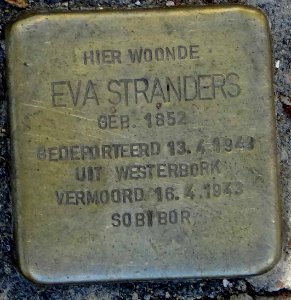 HIER WOONDE
EVA STRANDERS
GEB. 1852
GEDEPORTEERD 13.4.1943
UIT WESTERBORK
VERMOORD 16.4.1943
SOBIBOR